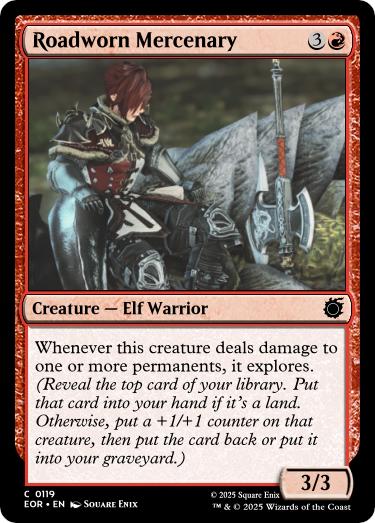 Roadworn Mercenary 3
Creature — Elf Warrior
Whenever this creature deals damage to
one or more permanents, it explores.
(Reveal the top card of your library. Put
that card into your hand if it's a land.
Otherwise, put a +1/+1 counter on that
creature, then put the card back or put it
into your graveyard.)
3/3
C 0119
EOR • EN SQUARE ENIX
© 2025 Square Enix
™ & © 2025 Wizards of the Coast